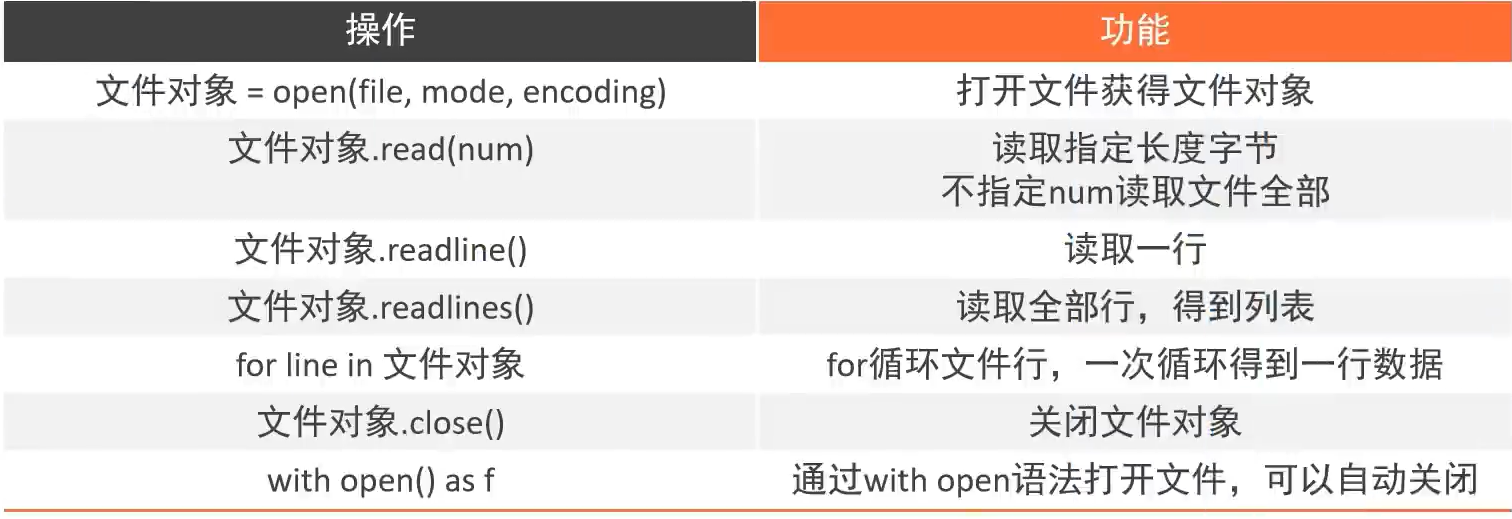 操作
功能
文件对象 = open(file, mode, encoding)
打开文件获得文件对象
文件对象.read(num)
读取指定长度字节
不指定num读取文件全部
文件对象.readline()
读取一行
文件对象.readlines()
读取全部行，得到列表
for line in 文件对象
for循环文件行，一次循环得到一行数据
文件对象.close()
关闭文件对象
with open() as f
通过with open语法打开文件，可以自动关闭